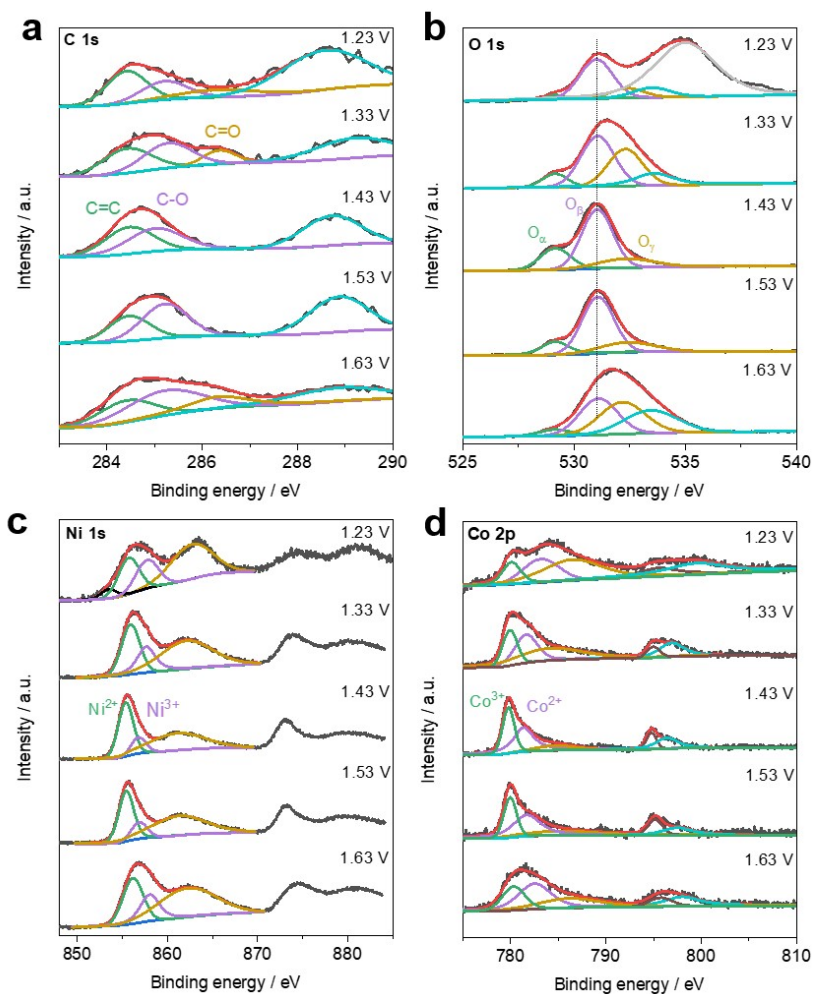 a
C 1s
1.23 V
1.33 V
C=O
C=C
C-O
1.43 V
1.53 V
1.63 V
284
286
288
290
Binding energy / eV
Intensity / a.u.
b
O 1s
1.23 V
1.33 V
1.43 V
Oα
Oβ
Oγ
1.53 V
1.63 V
525
530
535
540
Binding energy / eV
Intensity / a.u.
c
Ni 1s
1.23 V
1.33 V
1.43 V
Ni2+
Ni3+
1.53 V
1.63 V
850
860
870
880
Binding energy / eV
Intensity / a.u.
d
Co 2p
1.23 V
1.33 V
1.43 V
Co3+
Co2+
1.53 V
1.63 V
780
790
800
810
Binding energy / eV
Intensity / a.u.